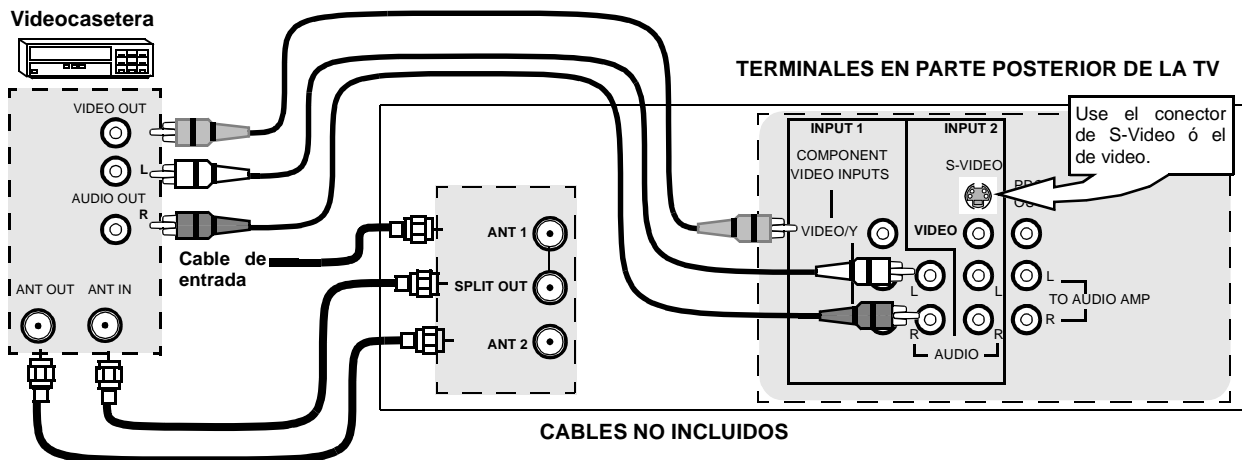 Videocasetera
TERMINALES EN PARTE POSTERIOR DE LA TV
VIDEO OUT
L
AUDIO OUT
R
ANT OUT
ANT IN
Cable de
entrada
ANT 1
SPLIT OUT
ANT 2
INPUT 1
INPUT 2
COMPONENT
VIDEO INPUTS
S-VIDEO
Use el conector
de S-Video ó el
de video.
VIDEO/Y
VIDEO
L
L
L
TO AUDIO AMP
R
R
R
AUDIO
CABLES NO INCLUIDOS